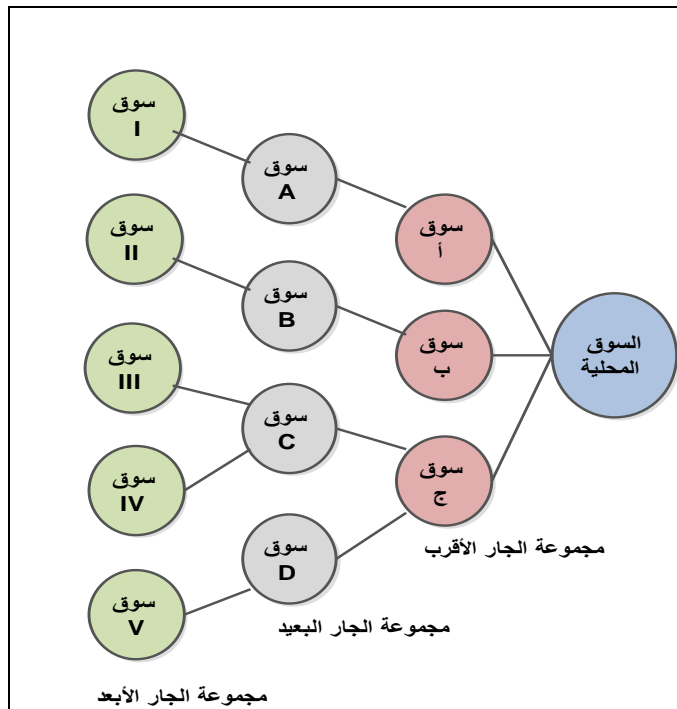 سوق
I
سوق
A
سوق
أ
سوق
II
سوق
B
سوق
ب
السوق
المحلية
سوق
III
سوق
C
سوق
ج
سوق
IV
سوق
D
سوق
V
مجموعة الجار الأقرب
مجموعة الجار البعيد
مجموعة الجار الأبعد